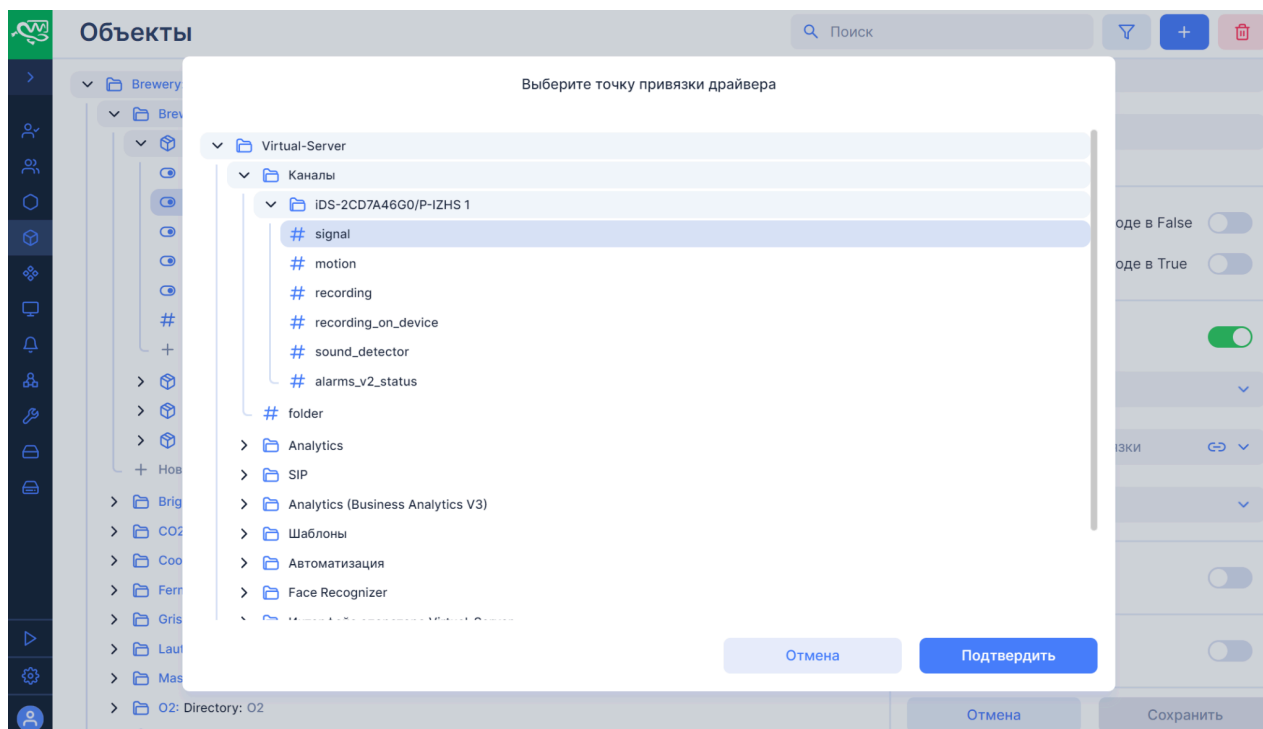 Объекты
Поиск
Brewery
Выберите точку привязки драйвера
Brew
Virtual-Server
Каналы
iDS-2CD7A46G0/P-IZHS 1
signal
оде в False
motion
оде в True
recording
recording_on_device
sound_detector
alarms_v2_status
folder
Analytics
зки
Нов
SIP
Brig
Analytics (Business Analytics V3)
CO2
Шаблоны
Coo
Автоматизация
Ferm
Face Recognizer
Gris
Laut
Отмена
Подтвердить
Mas
O2: Directory: O2
Отмена
Сохранить